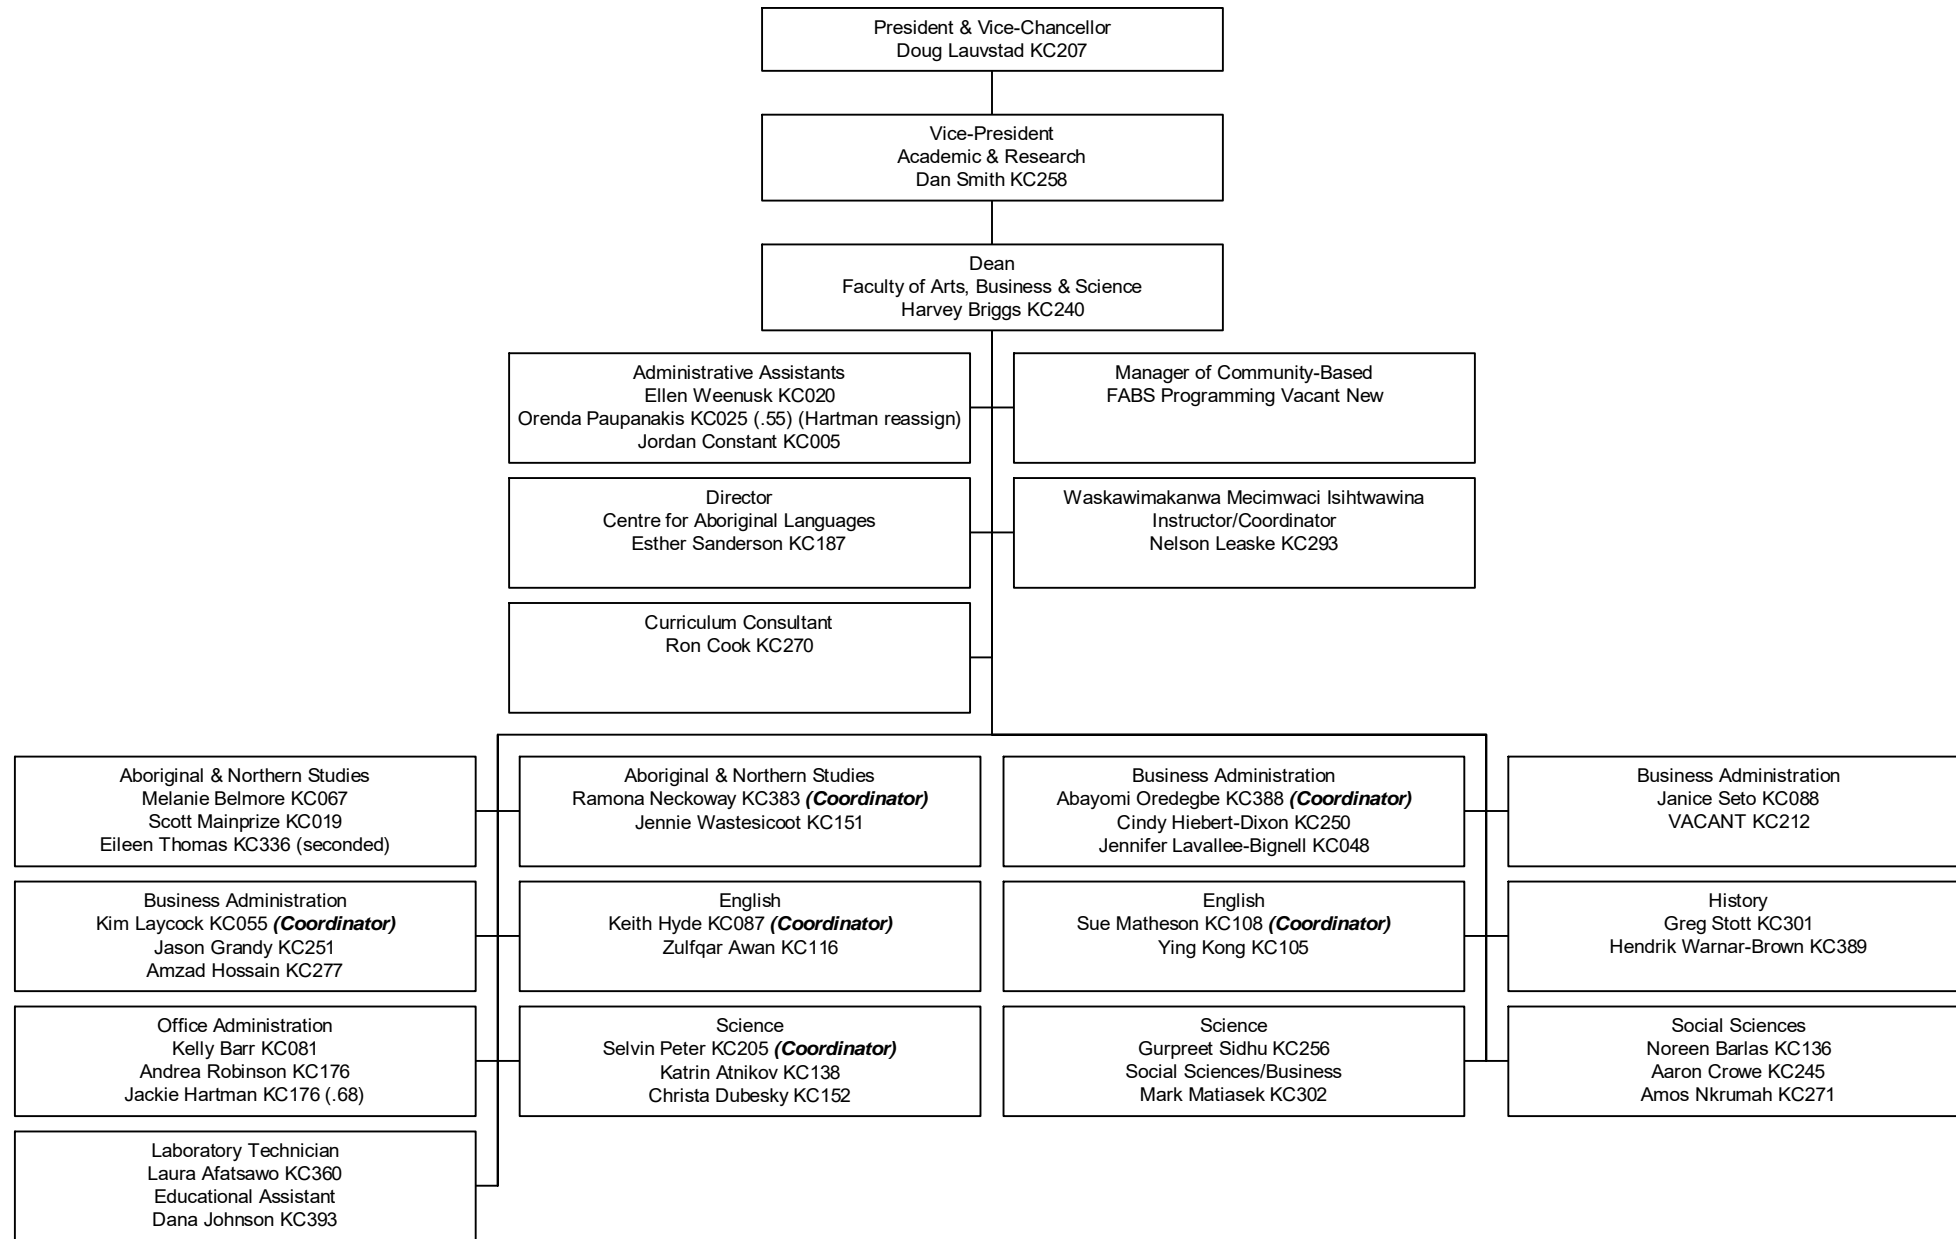 President & Vice-Chancellor
Doug Lauvstad KC207
Vice-President
Academic & Research
Dan Smith KC258
Dean
Faculty of Arts, Business & Science
Harvey Briggs KC240
Administrative Assistants
Ellen Weenusk KC020
Orenda Paupanakis KC025 (.55) (Hartman reassign)
Jordan Constant KC005
Manager of Community-Based
FABS Programming Vacant New
Director
Centre for Aboriginal Languages
Esther Sanderson KC187
Waskawimakanwa Mecimwaci Isihtwawina
Instructor/Coordinator
Nelson Leaske KC293
Curriculum Consultant
Ron Cook KC270
Aboriginal & Northern Studies
Melanie Belmore KC067
Scott Mainprize KC019
Eileen Thomas KC336 (seconded)
Aboriginal & Northern Studies
Ramona Neckoway KC383 (Coordinator)
Jennie Wastesicoot KC151
Business Administration
Abayomi Oredegbe KC388 (Coordinator)
Cindy Hiebert-Dixon KC250
Jennifer Lavallee-Bignell KC048
Business Administration
Janice Seto KC088
VACANT KC212
Business Administration
Kim Laycock KC055 (Coordinator)
Jason Grandy KC251
Amzad Hossain KC277
English
Keith Hyde KC087 (Coordinator)
Zulfqar Awan KC116
English
Sue Matheson KC108 (Coordinator)
Ying Kong KC105
History
Greg Stott KC301
Hendrik Warnar-Brown KC389
Office Administration
Kelly Barr KC081
Andrea Robinson KC176
Jackie Hartman KC176 (.68)
Science
Selvin Peter KC205 (Coordinator)
Katrin Atnikov KC138
Christa Dubesky KC152
Science
Gurpreet Sidhu KC256
Social Sciences/Business
Mark Matiasek KC302
Social Sciences
Noreen Barlas KC136
Aaron Crowe KC245
Amos Nkrumah KC271
Laboratory Technician
Laura Afatsawo KC360
Educational Assistant
Dana Johnson KC393